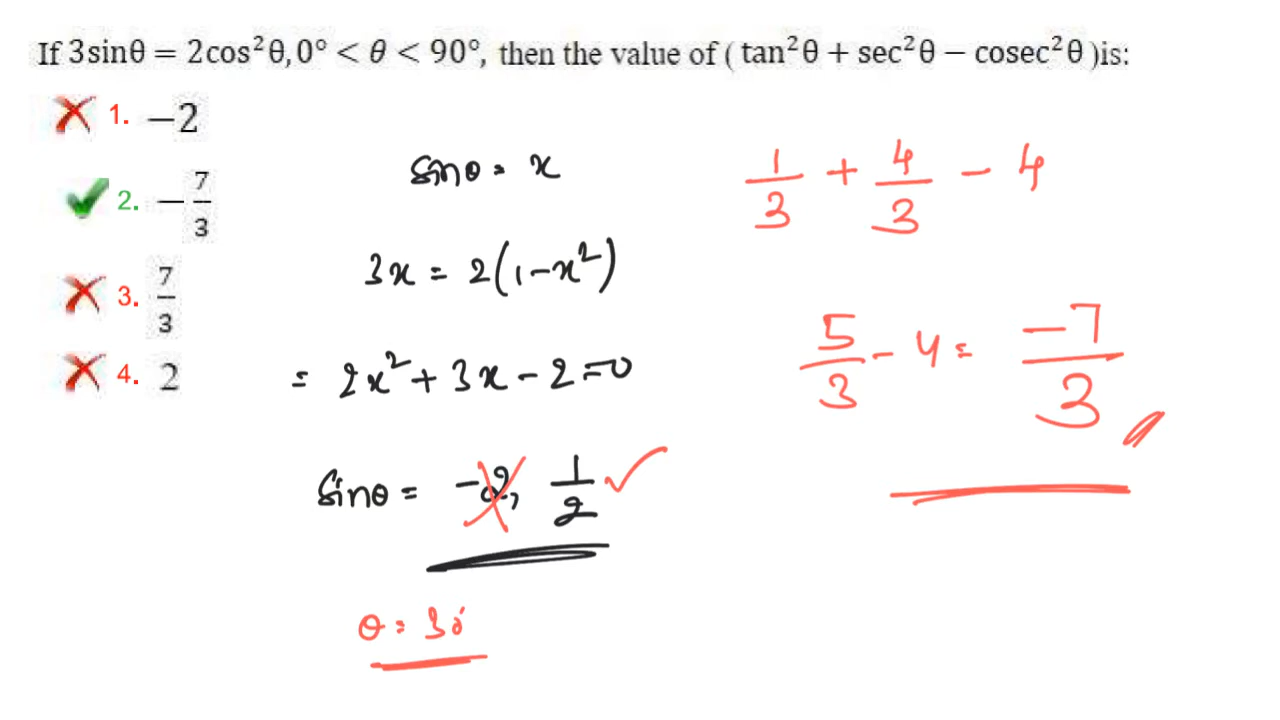 If 3sinθ = 2cos²θ, 0° < θ < 90°, then the value of ( tan²θ + sec²θ − cosec²θ )is:
1. −2
2. −7/3
3. 7/3
4. 2
sinθ = x
3x = 2(1−x²)
= 2x² + 3x − 2 = 0
sinθ = −2, 1/2
θ = 30°
1/3 + 4/3 − 4
5/3 − 4 = −7/3